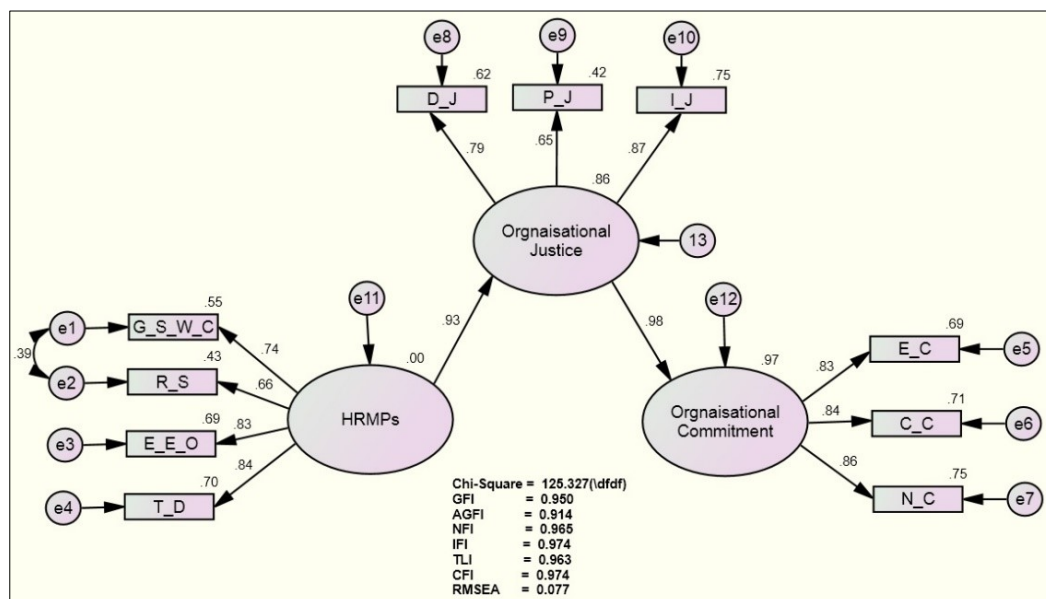 e8
e9
e10
.62
.42
.75
D_J
P_J
I_J
.79
.65
.87
.86
Orgnaisational
Justice
13
e11
e12
.55
e1
G_S_W_C
.39
.74
.93
.98
.69
.43
.00
.97
E_C
e5
e2
R_S
.66
.83
.69
.83
HRMPs
Orgnaisational
Commitment
.71
e3
E_E_O
.84
C_C
e6
.84
.86
.70
.75
e4
T_D
N_C
e7
Chi-Square = 125.327(\dfdf)
GFI = 0.950
AGFI = 0.914
NFI = 0.965
IFI = 0.974
TLI = 0.963
CFI = 0.974
RMSEA = 0.077